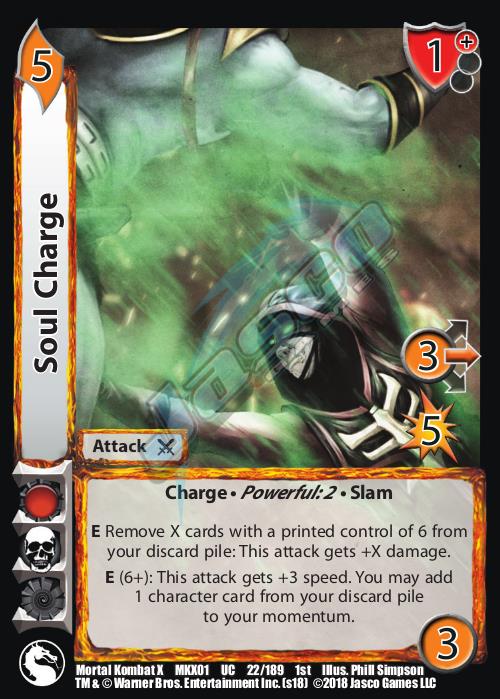 5
1
+
Soul Charge
3
5
Attack
Charge • Powerful: 2 • Slam
E Remove X cards with a printed control of 6 from
your discard pile: This attack gets +X damage.
E (6+): This attack gets +3 speed. You may add
1 character card from your discard pile
to your momentum.
3
Mortal Kombat X MKX01 UC 22/189 1st Illus. Phill Simpson
TM & © Warner Bros. Entertainment Inc. (s18) ©2018 Jasco Games LLC